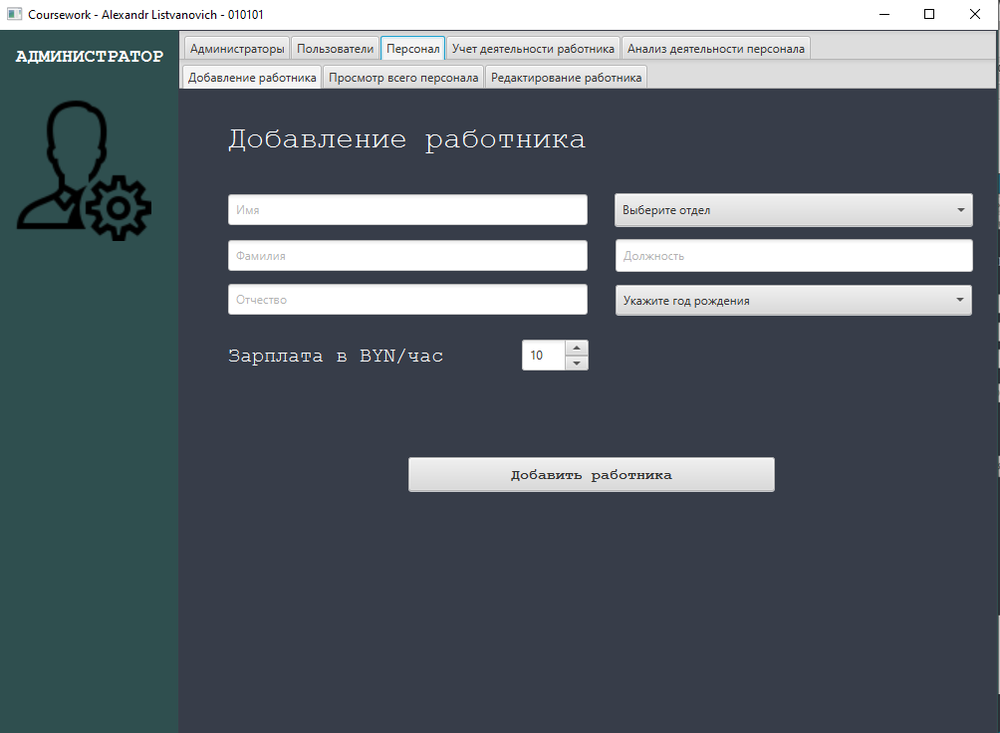 Coursework - Alexandr Listvanovich - 010101
АДМИНИСТРАТОР
Администраторы Пользователи Персонал Учет деятельности работника Анализ деятельности персонала
Добавление работника Просмотр всего персонала Редактирование работника
Добавление работника
Имя Выберите отдел
Фамилия Должность
Отчество Укажите год рождения
Зарплата в BYN/час 10
Добавить работника